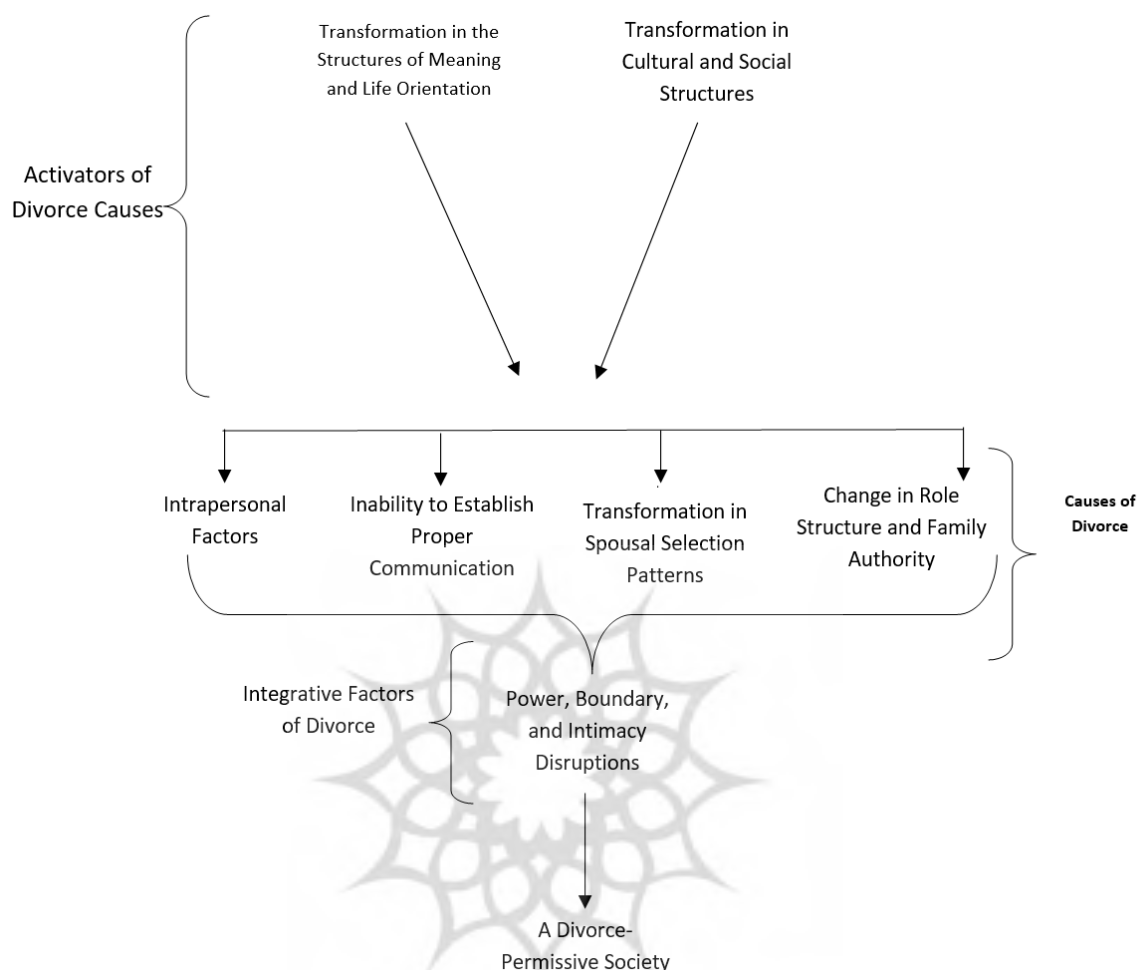 Transformation in the
Structures of Meaning
and Life Orientation
Transformation in
Cultural and Social
Structures
Activators of
Divorce Causes
Intrapersonal
Factors
Inability to Establish
Proper
Communication
Transformation in
Spousal Selection
Patterns
Change in Role
Structure and Family
Authority
Causes of
Divorce
Integrative Factors
of Divorce
Power, Boundary,
and Intimacy
Disruptions
A Divorce-
Permissive Society